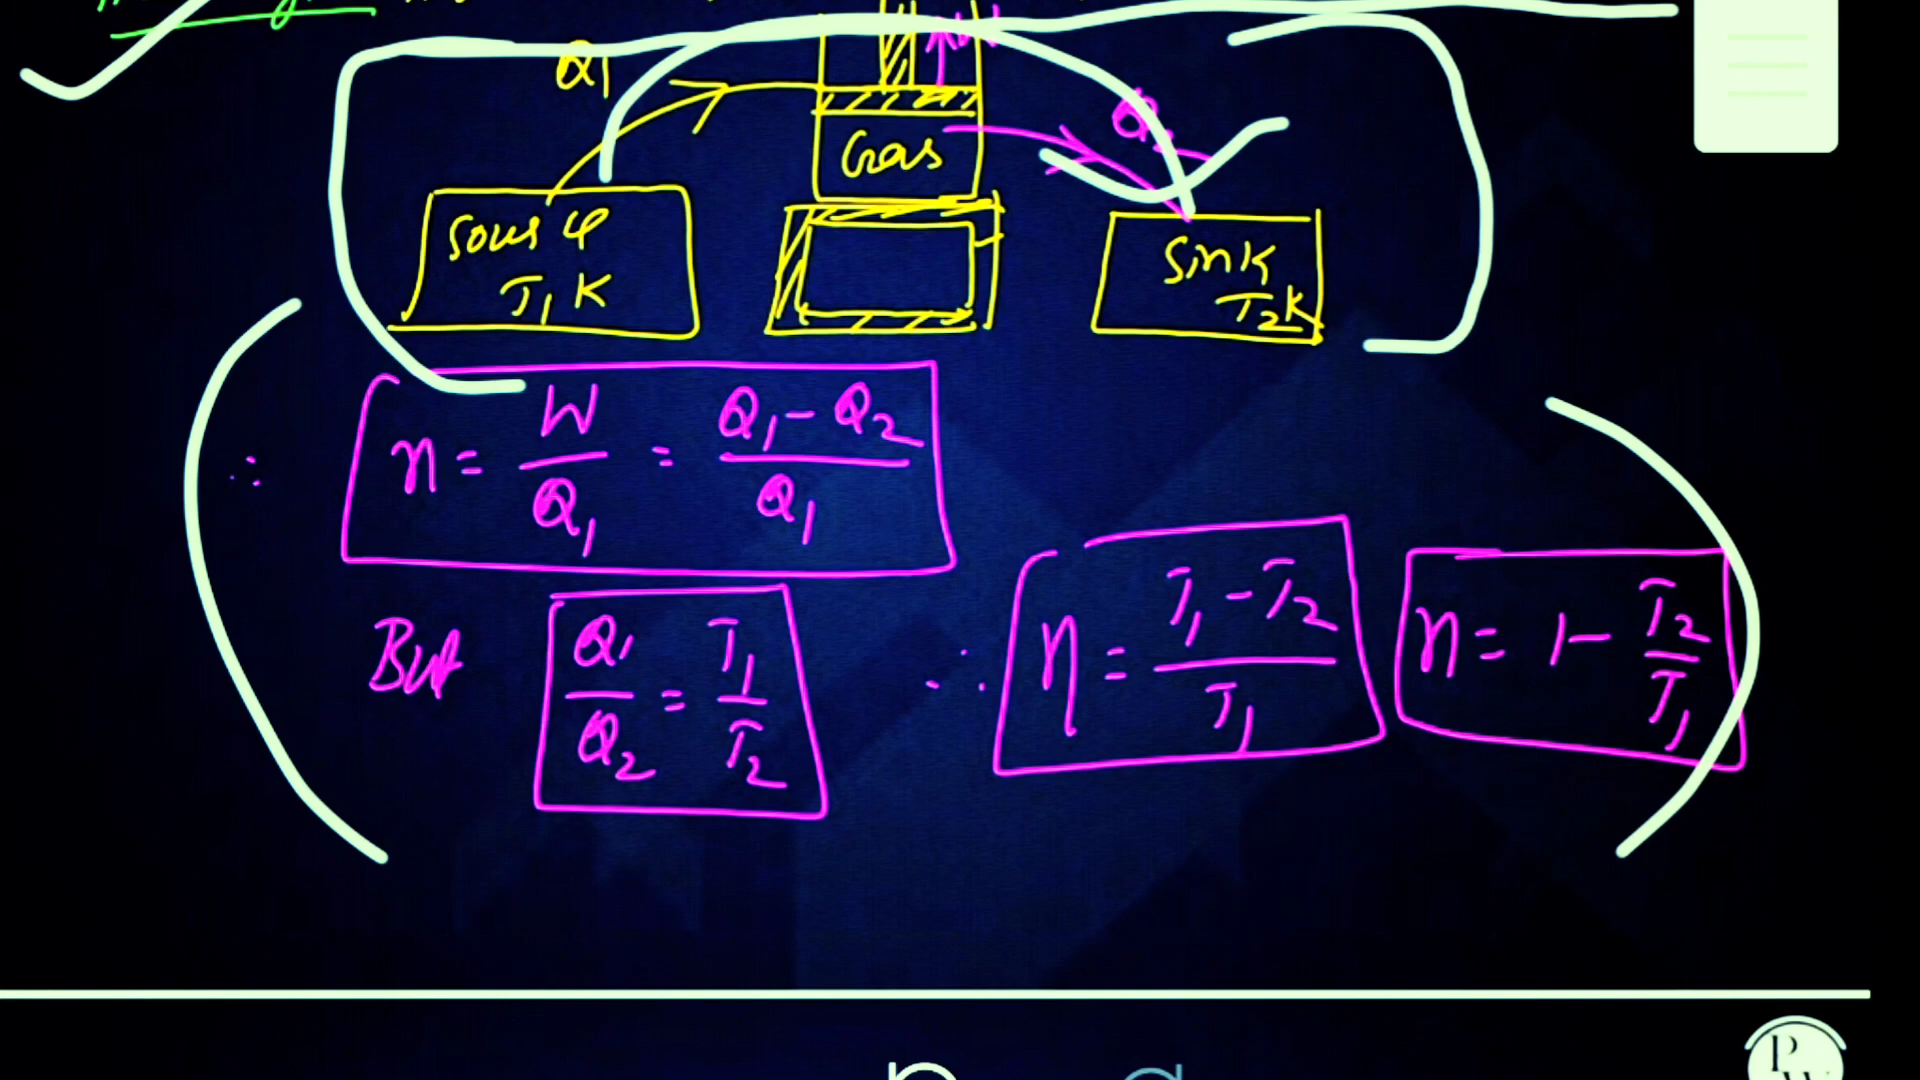 Q₁
W
Q₂
Gas
Source
T₁ K
Sink
T₂K
∴ η = W/Q₁ = Q₁-Q₂/Q₁
But Q₁/Q₂ = T₁/T₂ ∴ η = T₁-T₂/T₁ η = 1- T₂/T₁